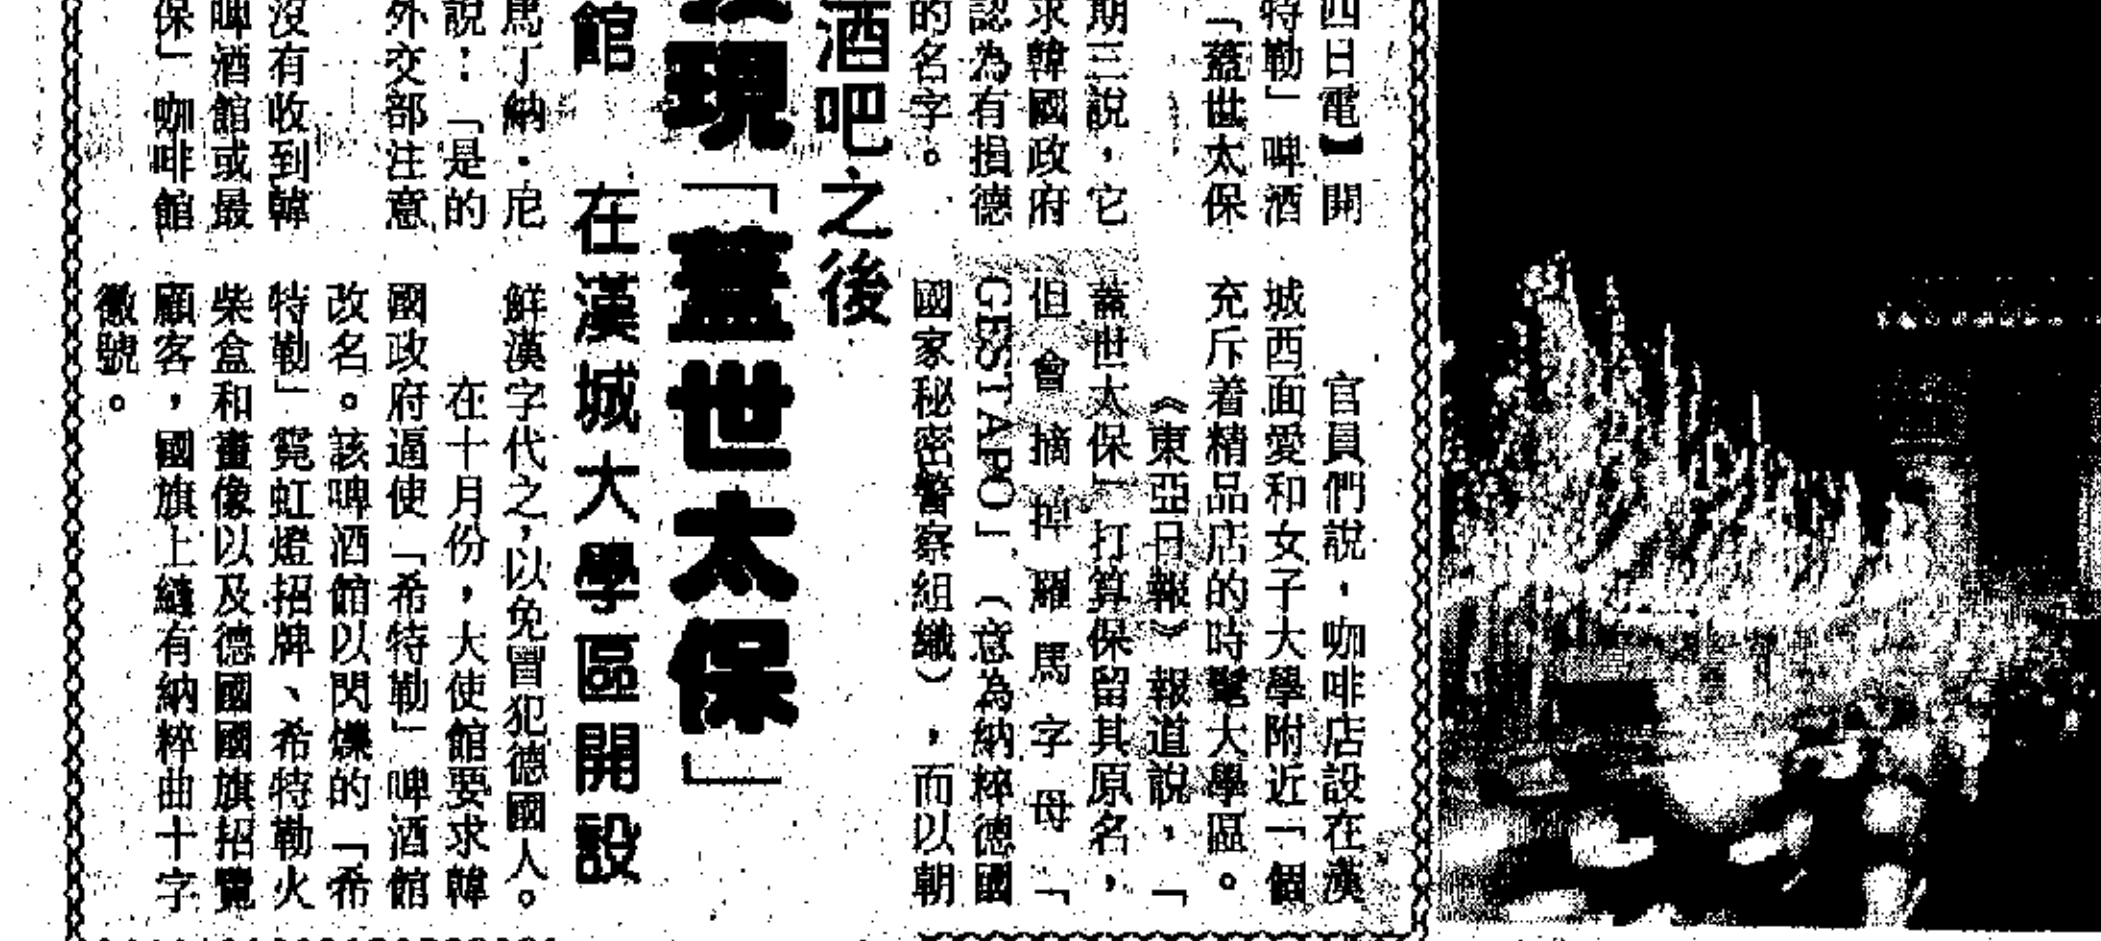 酒吧之後
現「蓋世太保」
館 在漢城大學區開設
四日電】開
特勒」啤酒
「蓋世太保
期三說，它
求韓國政府
認為有損德
的名字。
馬丁納·尼
說：「是的
外交部注意
沒有收到韓
啤酒館或最
保」咖啡館
官員們說，咖啡店設在漢
城西面愛和女子大學附近一個
充斥着精品店的時髦大學區。
《東亞日報》報道說，「
蓋世太保」打算保留其原名，
但會摘掉羅馬字母「
GESTAPO」，（意為納粹德國
國家秘密警察組織），而以朝
鮮漢字代之，以免冒犯德國人。
在十月份，大使館要求韓
國政府逼使「希特勒」啤酒館
改名。該啤酒館以閃爍的「希
特勒」霓虹燈招牌、希特勒火
柴盒和畫像以及德國國旗招覽
顧客，國旗上縫有納粹曲十字
徽號。